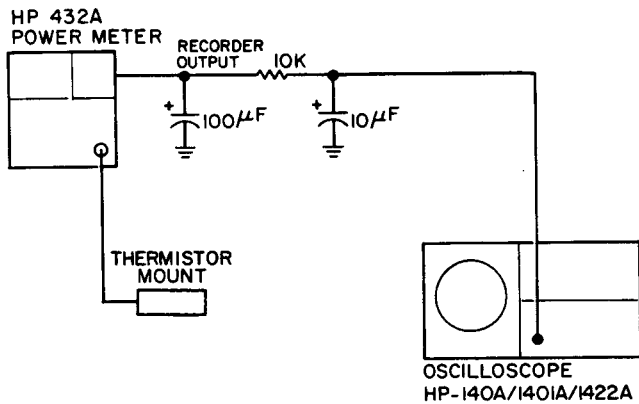 HP 432A
POWER METER
RECORDER
OUTPUT
10K
+
100µF
+
10µF
THERMISTOR
MOUNT
OSCILLOSCOPE
HP-140A/1401A/1422A